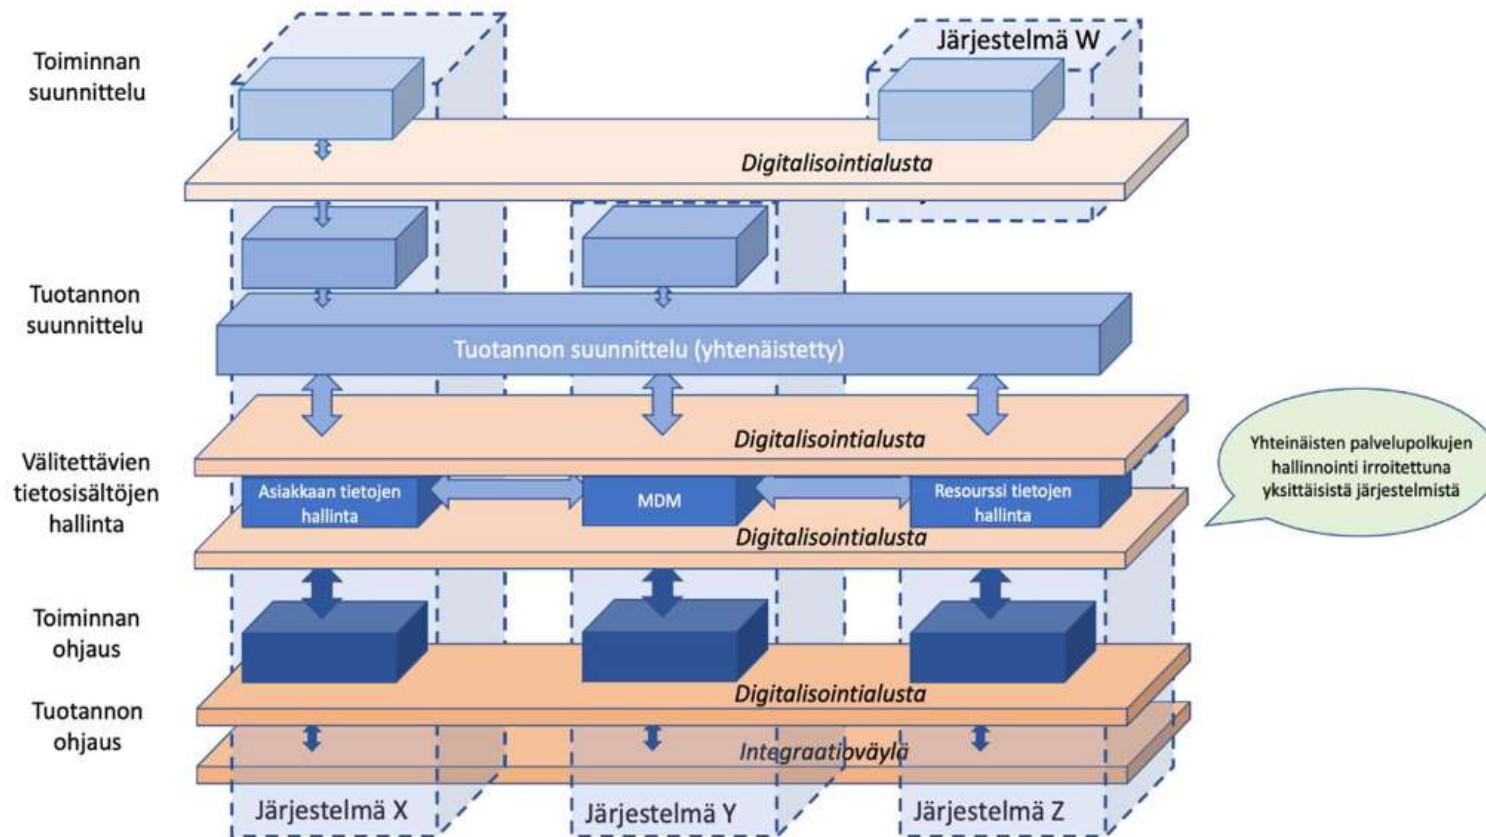 Toiminnan
suunnittelu
Järjestelmä W
Digitalisointialusta
Tuotannon
suunnittelu
Tuotannon suunnittelu (yhtenäistetty)
Digitalisointialusta
Välitettävien
tietosisältöjen
hallinta
Asiakkaan tietojen
hallinta
MDM
Resourssi tietojen
hallinta
Yhteinäisten palvelupolkujen
hallinnointi irroitettuna
yksittäisistä järjestelmistä
Digitalisointialusta
Toiminnan
ohjaus
Digitalisointialusta
Tuotannon
ohjaus
Integraatioväylä
Järjestelmä X
Järjestelmä Y
Järjestelmä Z